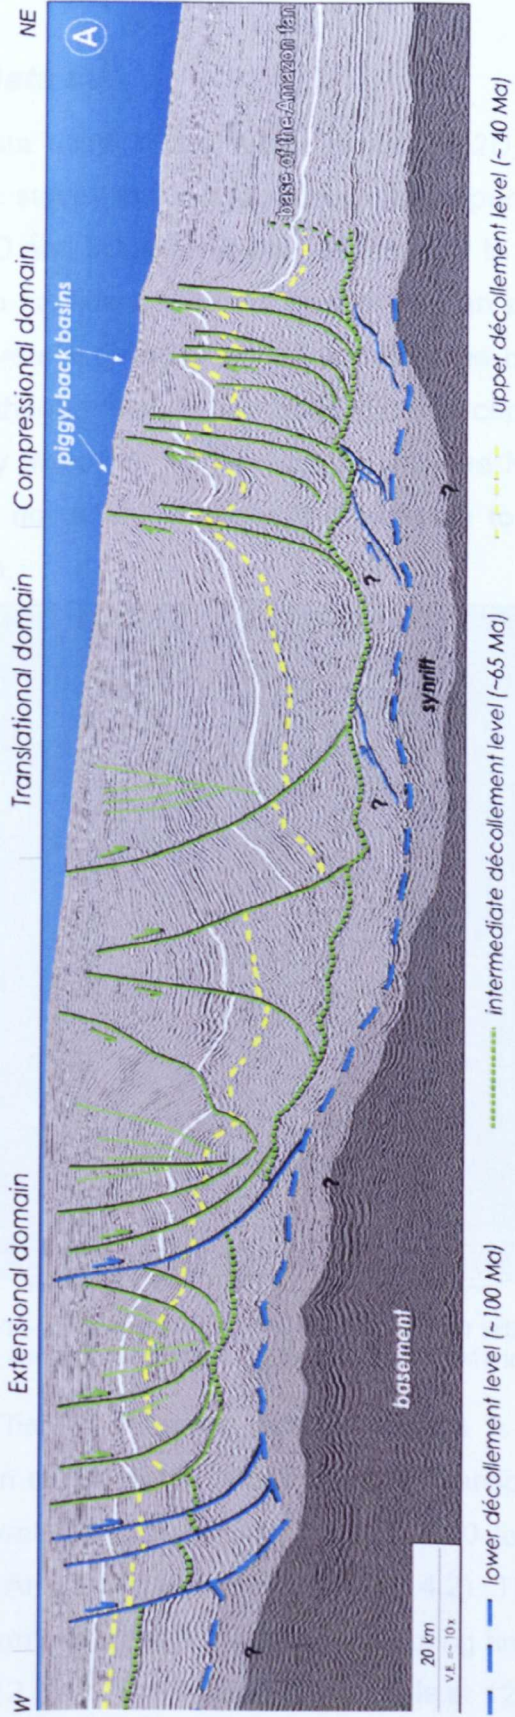 W
Extensional domain
Translational domain
Compressional domain
NE
A
piggy-back basins
base of the Amazon fan
?
?
?
synrift
?
?
basement
?
20 km
V.E. =~ 10x
lower décollement level (~100 Ma)
intermediate décollement level (~65 Ma)
upper décollement level (~ 40 Ma)